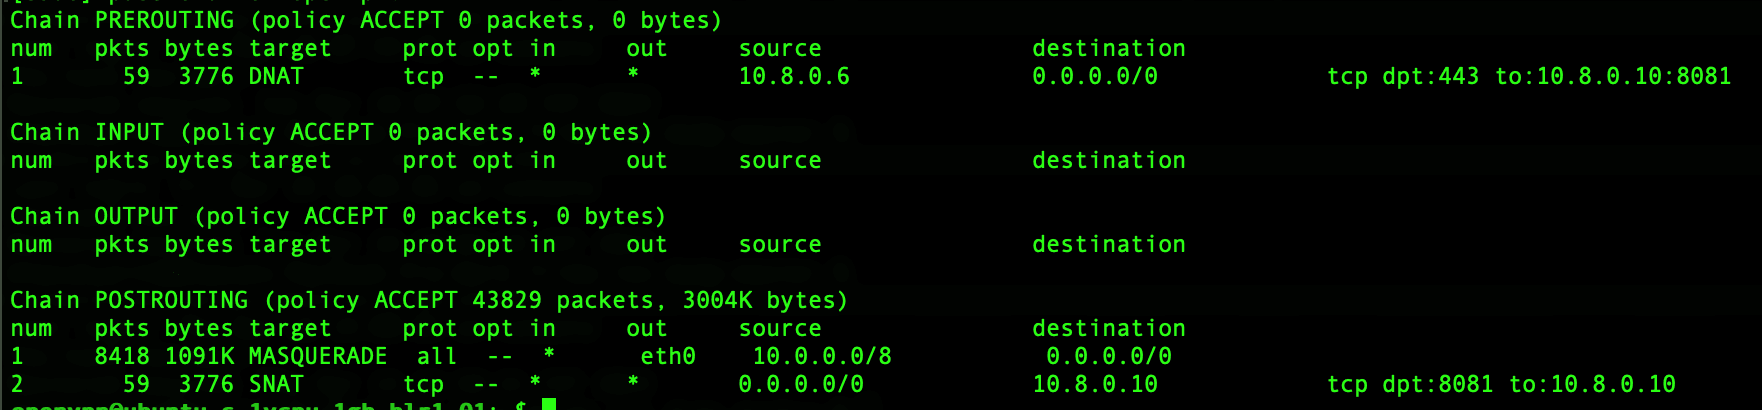 Chain PREROUTING (policy ACCEPT 0 packets, 0 bytes)
num pkts bytes target prot opt in out source destination
1 59 3776 DNAT tcp -- * * 10.8.0.6 0.0.0.0/0 tcp dpt:443 to:10.8.0.10:8081
Chain INPUT (policy ACCEPT 0 packets, 0 bytes)
num pkts bytes target prot opt in out source destination
Chain OUTPUT (policy ACCEPT 0 packets, 0 bytes)
num pkts bytes target prot opt in out source destination
Chain POSTROUTING (policy ACCEPT 43829 packets, 3004K bytes)
num pkts bytes target prot opt in out source destination
1 8418 1091K MASQUERADE all -- * eth0 10.0.0.0/8 0.0.0.0/0
2 59 3776 SNAT tcp -- * * 0.0.0.0/0 10.8.0.10 tcp dpt:8081 to:10.8.0.10